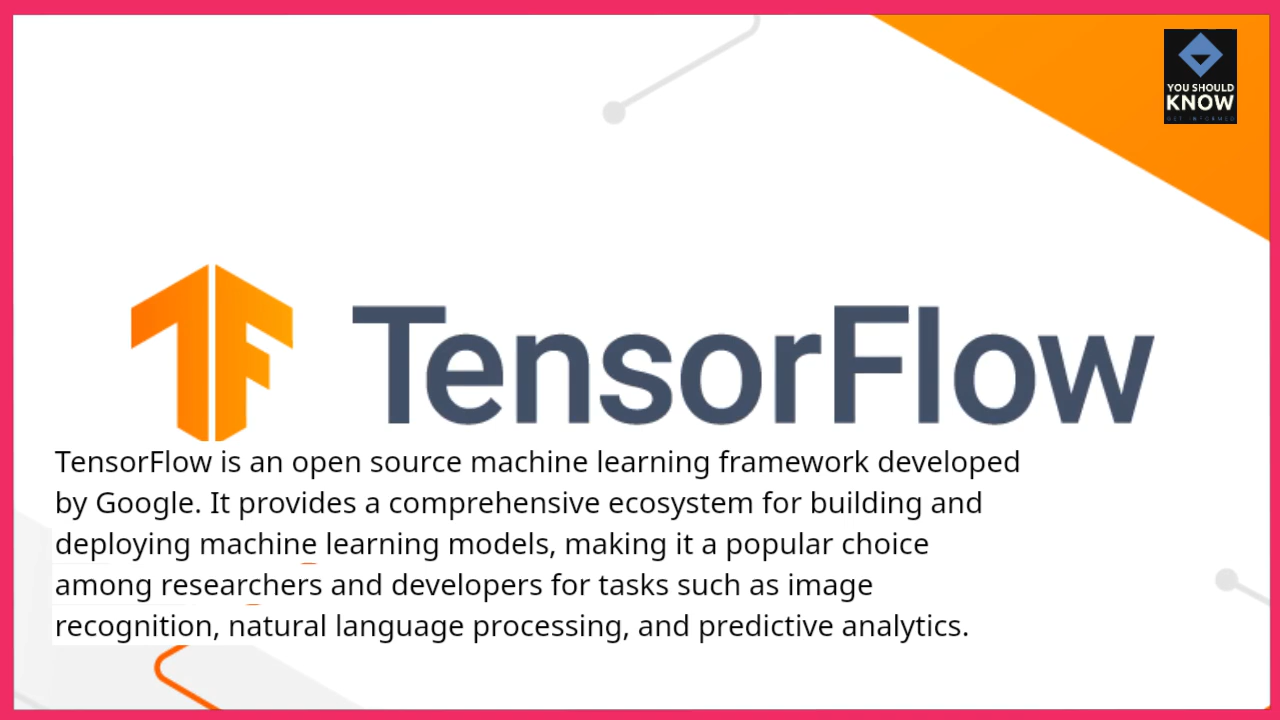 YOU SHOULD
KNOW
GET INFORMED
TensorFlow
TensorFlow is an open source machine learning framework developed
by Google. It provides a comprehensive ecosystem for building and
deploying machine learning models, making it a popular choice
among researchers and developers for tasks such as image
recognition, natural language processing, and predictive analytics.